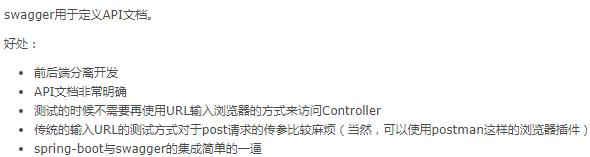 swagger用于定义API文档。
好处：
前后端分离开发
API文档非常明确
测试的时候不需要再使用URL输入浏览器的方式来访问Controller
传统的输入URL的测试方式对于post请求的传参比较麻烦（当然，可以使用postman这样的浏览器插件）
spring-boot与swagger的集成简单的一逼